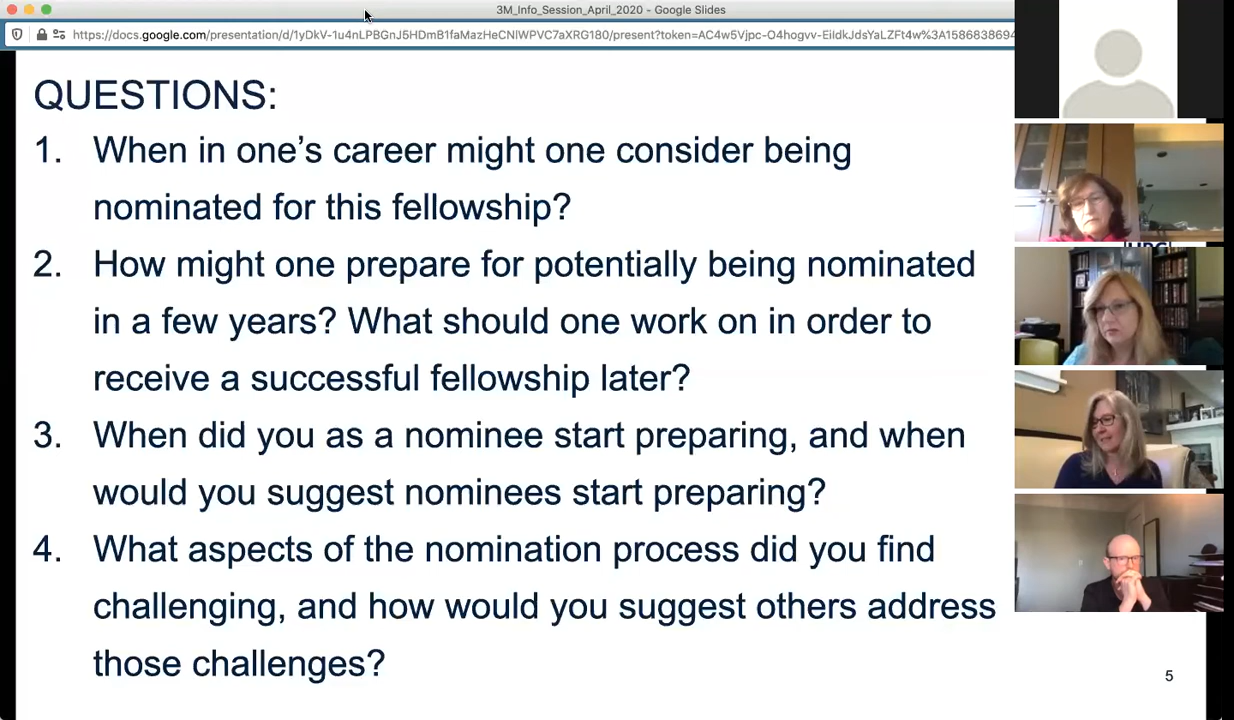 3M_Info_Session_April_2020 - Google Slides
https://docs.google.com/presentation/d/1yDkV-1u4nLPBGnJ5HDmB1faMazHeCNlWPVC7aXRG180/present?token=AC4w5Vjpc-O4hogvv-EiIdkJdsYaLZFt4w%3A1586838694
QUESTIONS:
1. When in one’s career might one consider being
nominated for this fellowship?
2. How might one prepare for potentially being nominated
in a few years? What should one work on in order to
receive a successful fellowship later?
3. When did you as a nominee start preparing, and when
would you suggest nominees start preparing?
4. What aspects of the nomination process did you find
challenging, and how would you suggest others address
those challenges?
5